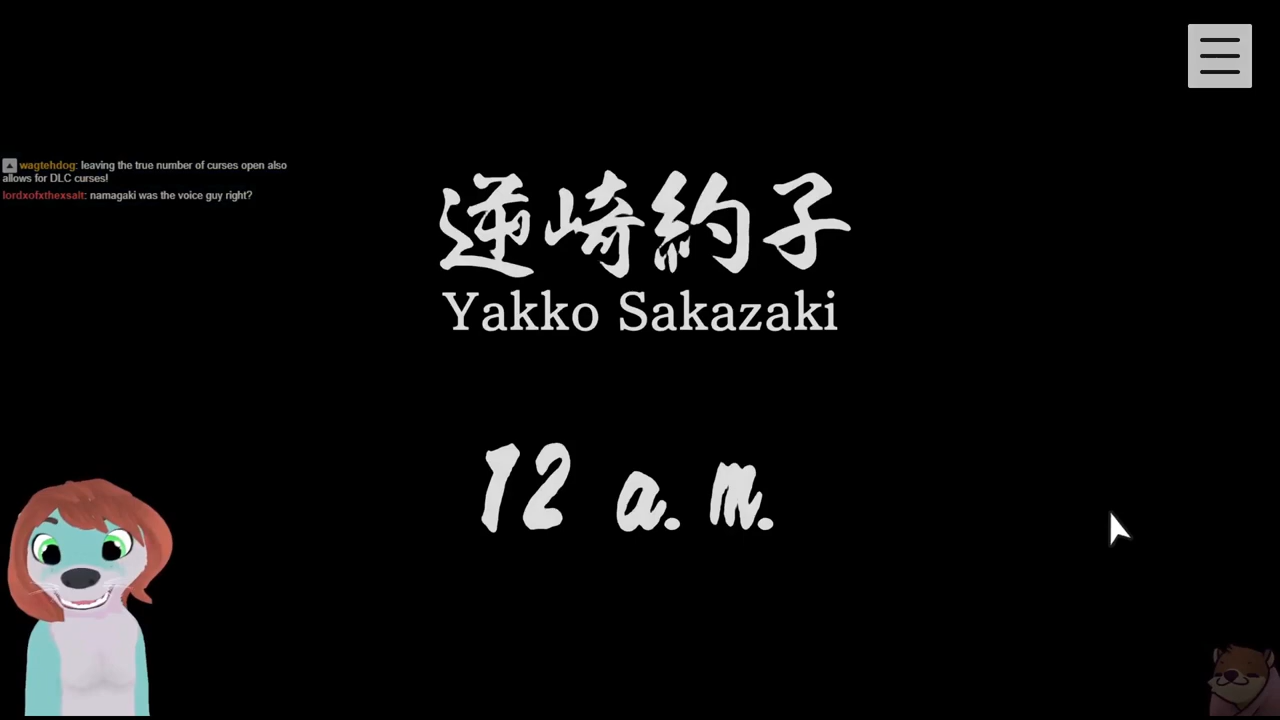 wagtehdog: leaving the true number of curses open also
allows for DLC curses!
lordxofxthexsalt: namagaki was the voice guy right?
逆崎約子
Yakko Sakazaki
12 a.m.